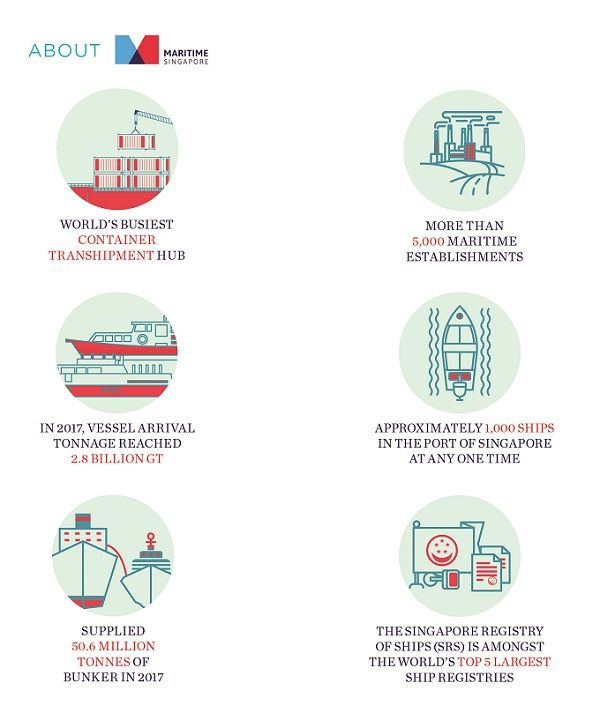 ABOUT
MARITIME
SINGAPORE
WORLD'S BUSIEST
CONTAINER
TRANSHIPMENT HUB
MORE THAN
5,000 MARITIME
ESTABLISHMENTS
IN 2017, VESSEL ARRIVAL
TONNAGE REACHED
2.8 BILLION GT
APPROXIMATELY 1,000 SHIPS
IN THE PORT OF SINGAPORE
AT ANY ONE TIME
SUPPLIED
50.6 MILLION
TONNES OF
BUNKER IN 2017
THE SINGAPORE REGISTRY
OF SHIPS (SRS) IS AMONGST
THE WORLD'S TOP 5 LARGEST
SHIP REGISTRIES